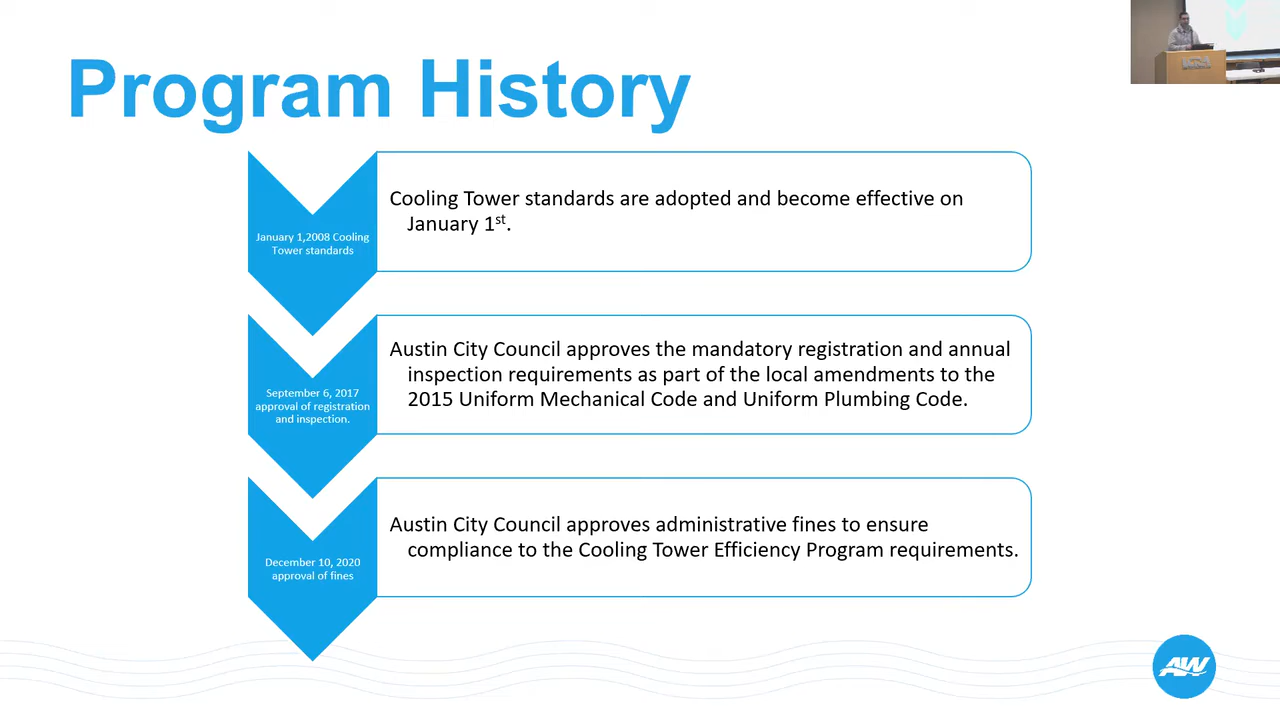 Program History
January 1,2008 Cooling
Tower standards
Cooling Tower standards are adopted and become effective on
January 1st.
September 6, 2017
approval of registration
and inspection.
Austin City Council approves the mandatory registration and annual
inspection requirements as part of the local amendments to the
2015 Uniform Mechanical Code and Uniform Plumbing Code.
December 10, 2020
approval of fines
Austin City Council approves administrative fines to ensure
compliance to the Cooling Tower Efficiency Program requirements.
AW